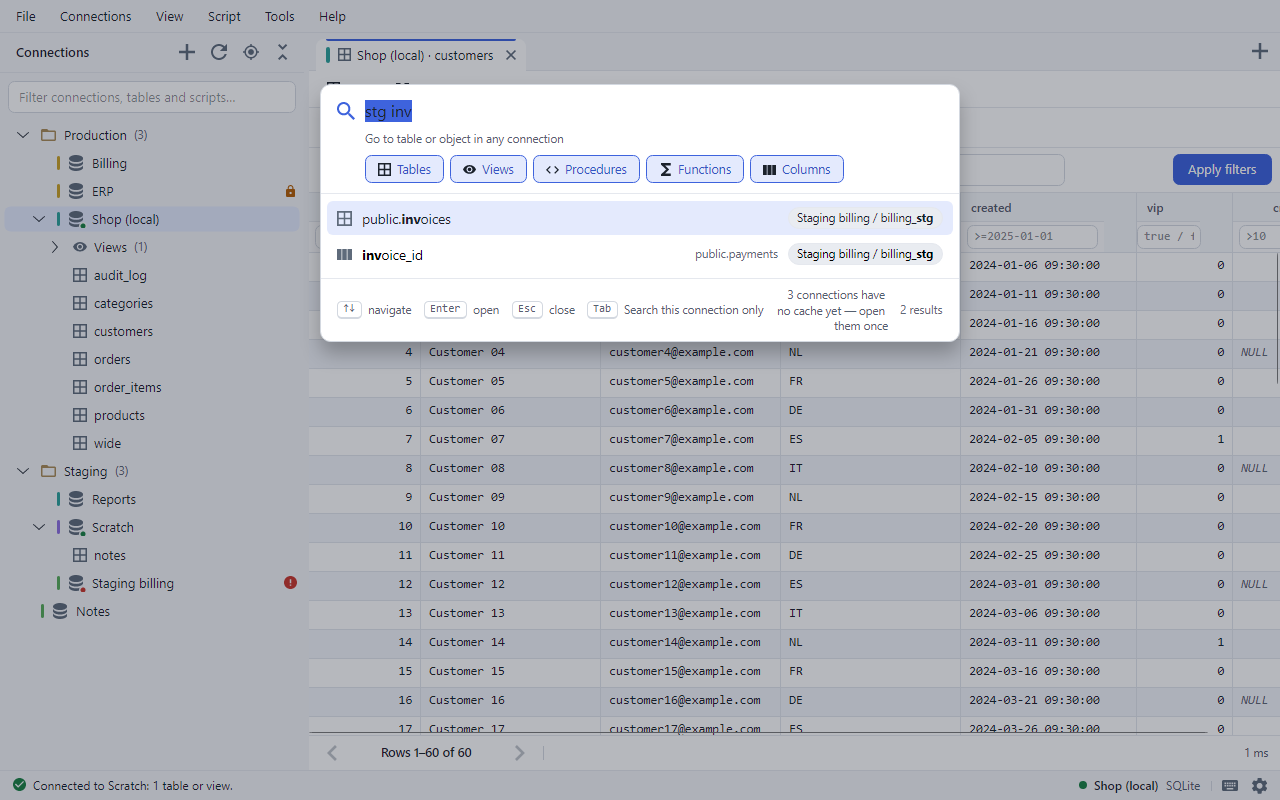 File Connections View Script Tools Help
Connections
Shop (local) · customers
Filter connections, tables and scripts...
Production (3)
Billing
ERP
Shop (local)
Views (1)
audit_log
categories
customers
orders
order_items
products
wide
Staging (3)
Reports
Scratch
notes
Staging billing
Notes
stg inv
Go to table or object in any connection
Tables Views Procedures Functions Columns
public.invoices Staging billing / billing_stg
invoice_id public.payments Staging billing / billing_stg
↑↓ navigate Enter open Esc close Tab Search this connection only 3 connections have
no cache yet — open
them once
2 results
Apply filters
created vip
>=2025-01-01 true / f >10
2024-01-06 09:30:00 0
2024-01-11 09:30:00 0
2024-01-16 09:30:00 0
4 Customer 04 customer4@example.com NL 2024-01-21 09:30:00 0 NULL
5 Customer 05 customer5@example.com FR 2024-01-26 09:30:00 0
6 Customer 06 customer6@example.com DE 2024-01-31 09:30:00 0
7 Customer 07 customer7@example.com ES 2024-02-05 09:30:00 1
8 Customer 08 customer8@example.com IT 2024-02-10 09:30:00 0 NULL
9 Customer 09 customer9@example.com NL 2024-02-15 09:30:00 0
10 Customer 10 customer10@example.com FR 2024-02-20 09:30:00 0
11 Customer 11 customer11@example.com DE 2024-02-25 09:30:00 0
12 Customer 12 customer12@example.com ES 2024-03-01 09:30:00 0 NULL
13 Customer 13 customer13@example.com IT 2024-03-06 09:30:00 0
14 Customer 14 customer14@example.com NL 2024-03-11 09:30:00 1
15 Customer 15 customer15@example.com FR 2024-03-16 09:30:00 0
16 Customer 16 customer16@example.com DE 2024-03-21 09:30:00 0 NULL
17 Customer 17 customer17@example.com ES 2024-03-26 09:30:00 0
Rows 1–60 of 60 1 ms
Connected to Scratch: 1 table or view. Shop (local) SQLite